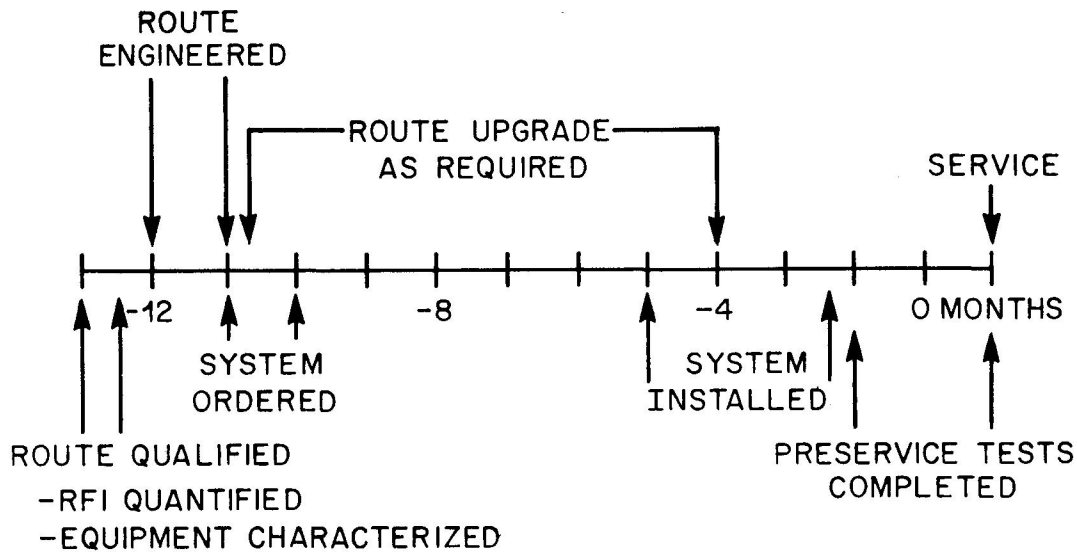 ROUTE
ENGINEERED
ROUTE UPGRADE
AS REQUIRED
SERVICE
-12
-8
-4
0 MONTHS
SYSTEM
ORDERED
SYSTEM
INSTALLED
ROUTE QUALIFIED
-RFI QUANTIFIED
-EQUIPMENT CHARACTERIZED
PRESERVICE TESTS
COMPLETED